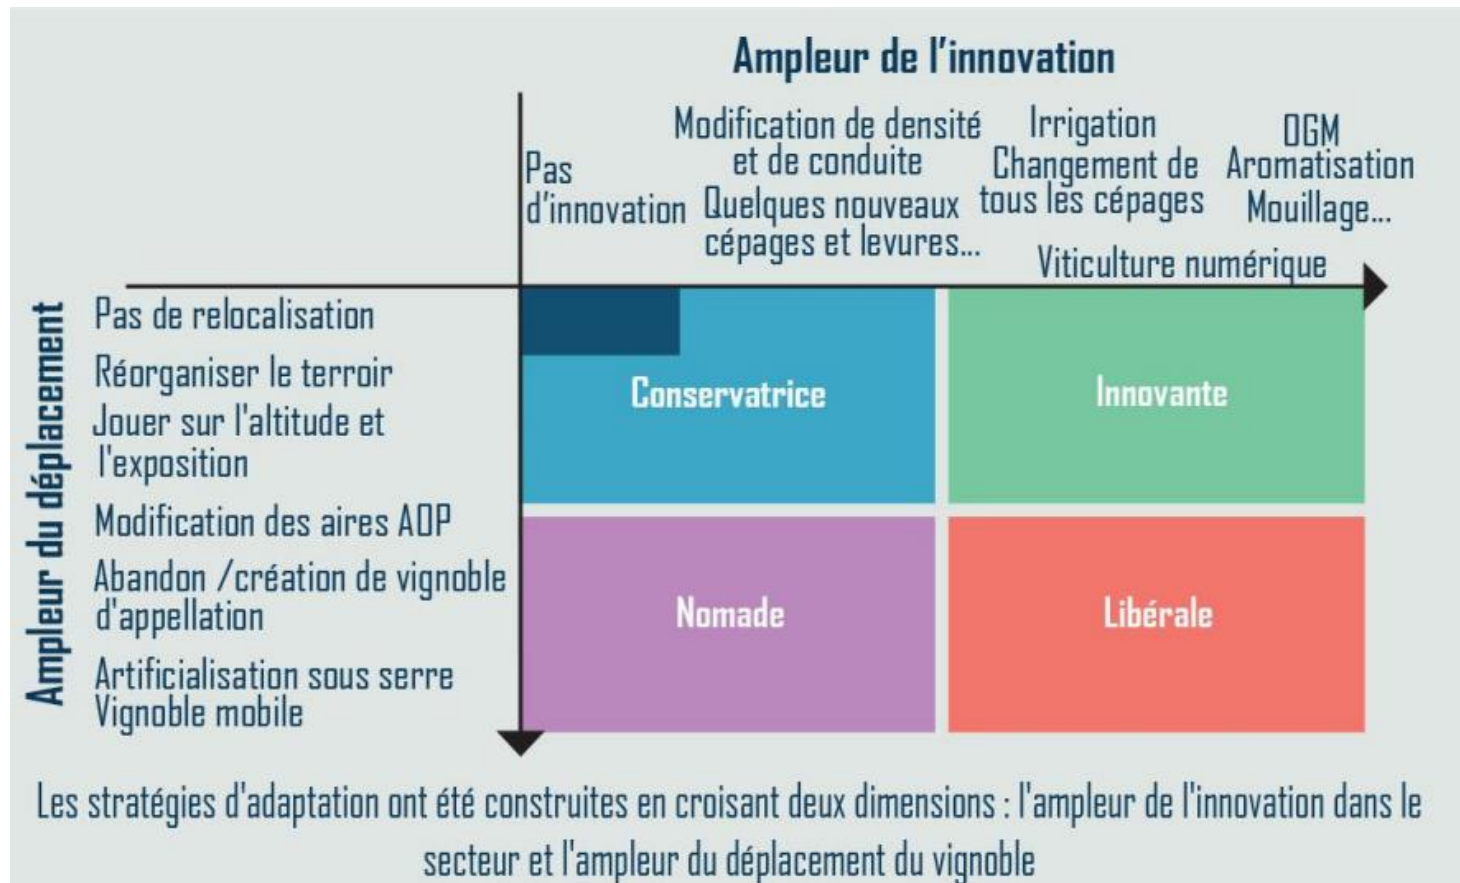 Ampleur de l'innovation
Pas
d'innovation
Modification de densité
et de conduite
Quelques nouveaux
cépages et levures...
Irrigation
Changement de
tous les cépages
OGM
Aromatisation
Mouillage...
Viticulture numérique
Ampleur du déplacement
Pas de relocalisation
Réorganiser le terroir
Jouer sur l'altitude et
l'exposition
Modification des aires AOP
Abandon /création de vignoble
d'appellation
Artificialisation sous serre
Vignoble mobile
Conservatrice
Innovante
Nomade
Libérale
Les stratégies d'adaptation ont été construites en croisant deux dimensions : l'ampleur de l'innovation dans le
secteur et l'ampleur du déplacement du vignoble